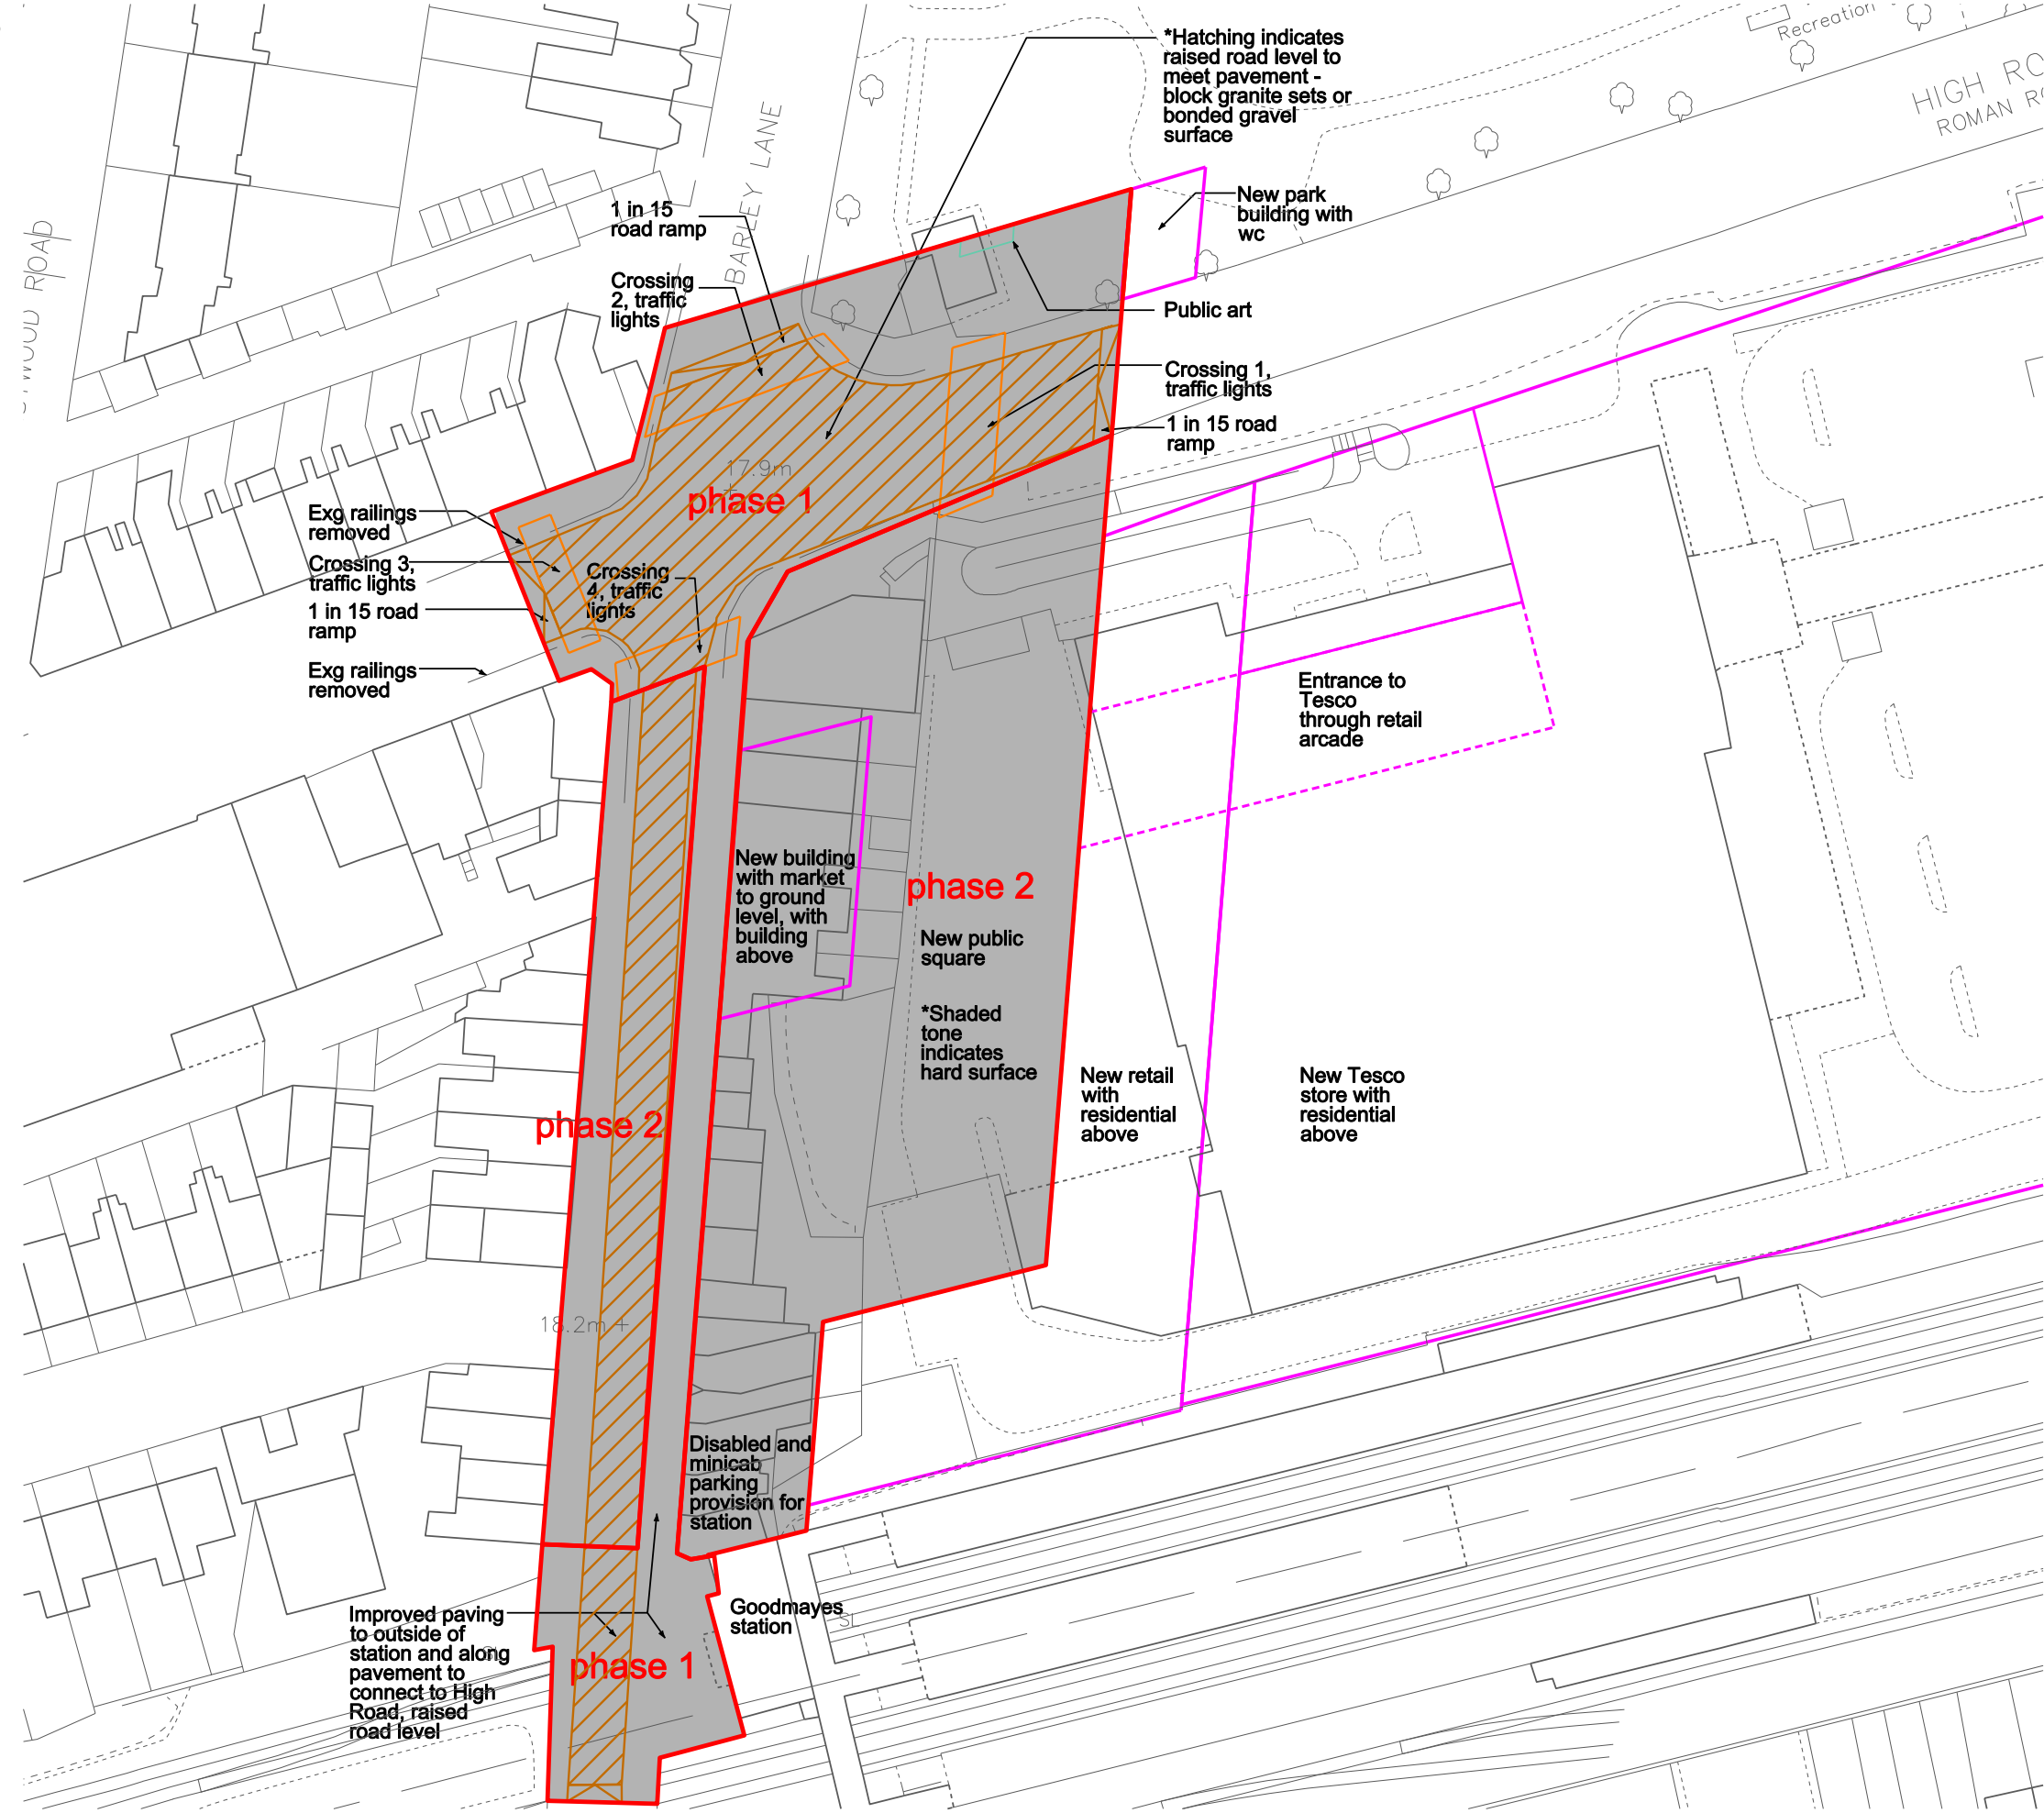 *Hatching indicates
raised road level to
meet pavement -
block granite sets or
bonded gravel
surface
Recreation
HIGH RO
ROMAN R
BARLEY LANE
1 in 15
road ramp
New park
building with
wc
Crossing
2, traffic
lights
Public art
Crossing 1,
traffic lights
1 in 15 road
ramp
17.9m
phase 1
Exg railings
removed
Crossing 3,
traffic lights
1 in 15 road
ramp
Exg railings
removed
Crossing
4, traffic
lights
Entrance to
Tesco
through retail
arcade
New building
with market
to ground
level, with
building
above
phase 2
New public
square
*Shaded
tone
indicates
hard surface
New retail
with
residential
above
New Tesco
store with
residential
above
phase 2
18.2m +
Disabled and
minicab
parking
provision for
station
Goodmayes
station
SL
Improved paving
to outside of
station and along
pavement to
connect to High
Road, raised
road level
SL
phase 1
WOOD ROAD